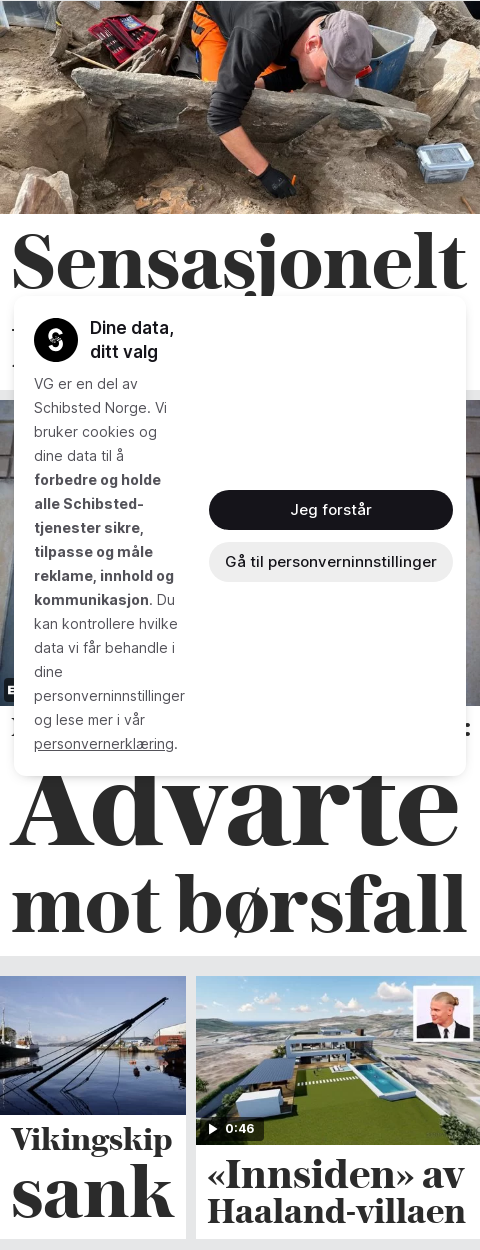 Sensasjonelt
Dine data,
ditt valg
VG er en del av
Schibsted Norge. Vi
bruker cookies og
dine data til å
forbedre og holde
alle Schibsted-
tjenester sikre,
tilpasse og måle
reklame, innhold og
kommunikasjon. Du
kan kontrollere hvilke
data vi får behandle i
dine
personverninnstillinger
og lese mer i vår
personvernerklæring.
Jeg forstår
Gå til personverninnstillinger
Advarte
mot børsfall
Vikingskip
sank
0:46
«Innsiden» av
Haaland-villaen